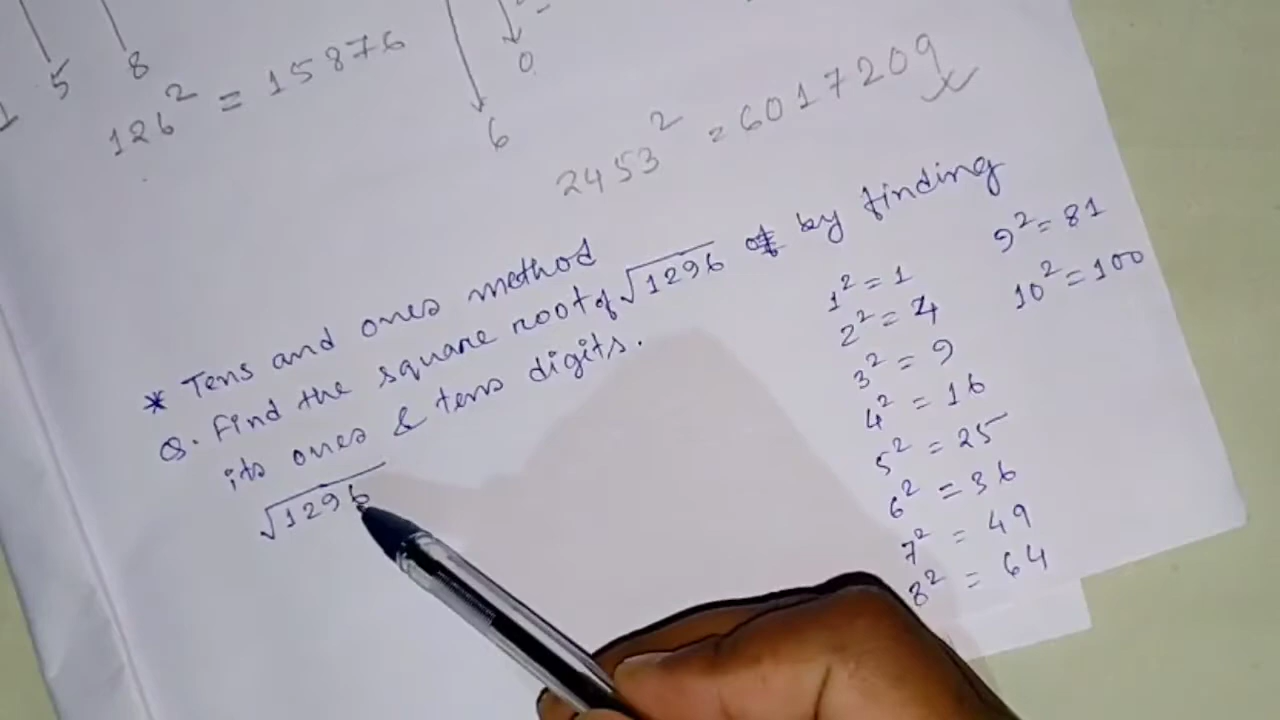 5 8
126² = 15876
0
6
2453² = 6017209
* Tens and ones method
Q. Find the square root of √1296 of by finding
its ones & tens digits.
√1296
1² = 1
2² = 4
3² = 9
4² = 16
5² = 25
6² = 36
7² = 49
8² = 64
9² = 81
10² = 100